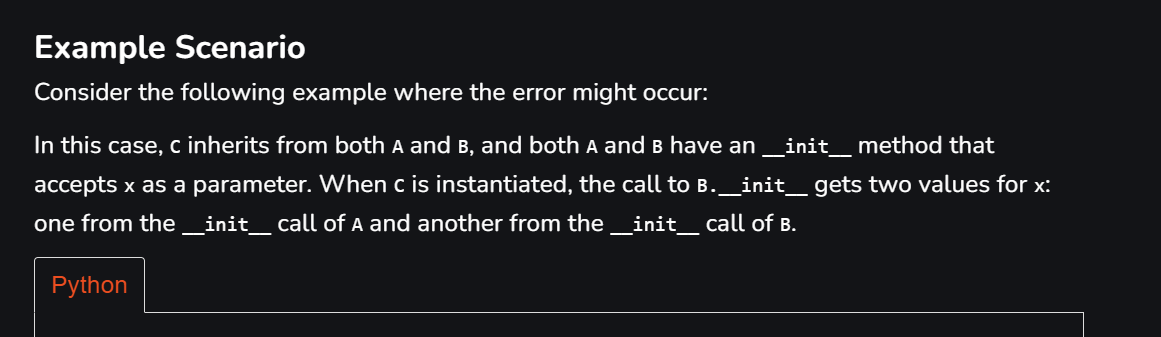 Example Scenario
Consider the following example where the error might occur:
In this case, C inherits from both A and B, and both A and B have an __init__ method that
accepts x as a parameter. When C is instantiated, the call to B.__init__ gets two values for x:
one from the __init__ call of A and another from the __init__ call of B.
Python